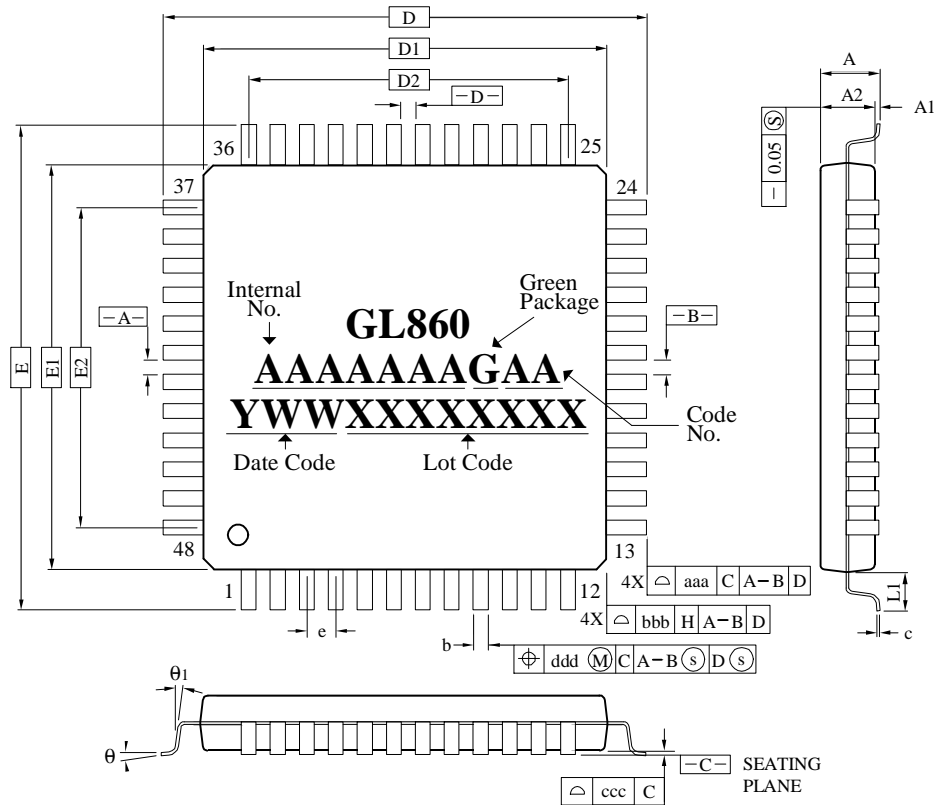 D
D1
D2
-D-
A
A2
A1
- 0.05 Ⓢ
36
25
37
24
Internal No.
Green Package
-A-
GL860
-B-
E
E1
E2
AAAAAAAGAA
YWWXXXXXXXX
Code No.
Date Code
Lot Code
48
13
1
12
4X ⌓ aaa C A-B D
4X ⌓ bbb H A-B D
e
b
⌖ ddd Ⓜ C A-B ⓢ D ⓢ
L1
c
θ1
θ
-C-
SEATING
PLANE
⌓ ccc C